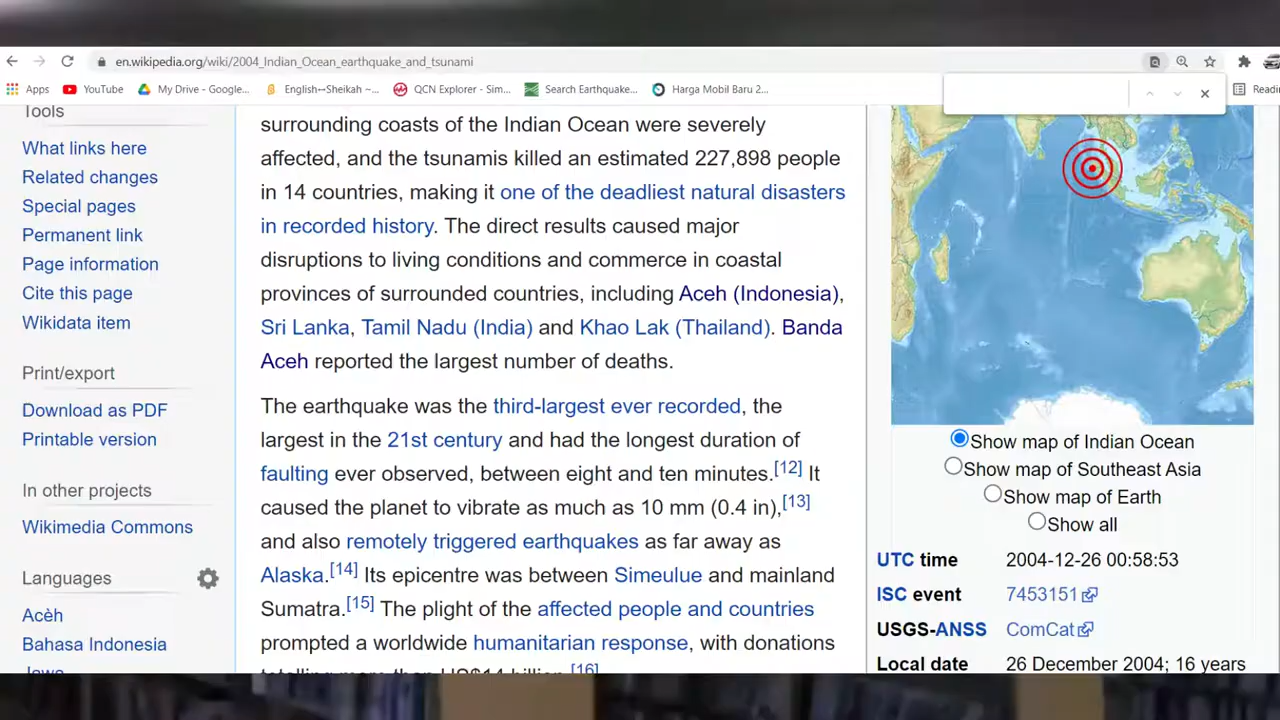 en.wikipedia.org/wiki/2004_Indian_Ocean_earthquake_and_tsunami
Apps
YouTube
My Drive - Google...
English↔Sheikah ~...
QCN Explorer - Sim...
Search Earthquake...
Harga Mobil Baru 2...
Readin
Tools
What links here
Related changes
Special pages
Permanent link
Page information
Cite this page
Wikidata item
Print/export
Download as PDF
Printable version
In other projects
Wikimedia Commons
Languages
Acèh
Bahasa Indonesia
surrounding coasts of the Indian Ocean were severely
affected, and the tsunamis killed an estimated 227,898 people
in 14 countries, making it one of the deadliest natural disasters
in recorded history. The direct results caused major
disruptions to living conditions and commerce in coastal
provinces of surrounded countries, including Aceh (Indonesia),
Sri Lanka, Tamil Nadu (India) and Khao Lak (Thailand). Banda
Aceh reported the largest number of deaths.
The earthquake was the third-largest ever recorded, the
largest in the 21st century and had the longest duration of
faulting ever observed, between eight and ten minutes.[12] It
caused the planet to vibrate as much as 10 mm (0.4 in),[13]
and also remotely triggered earthquakes as far away as
Alaska.[14] Its epicentre was between Simeulue and mainland
Sumatra.[15] The plight of the affected people and countries
prompted a worldwide humanitarian response, with donations
totalling more than US$14 billion.[16]
Show map of Indian Ocean
Show map of Southeast Asia
Show map of Earth
Show all
UTC time 2004-12-26 00:58:53
ISC event 7453151
USGS-ANSS ComCat
Local date 26 December 2004; 16 years